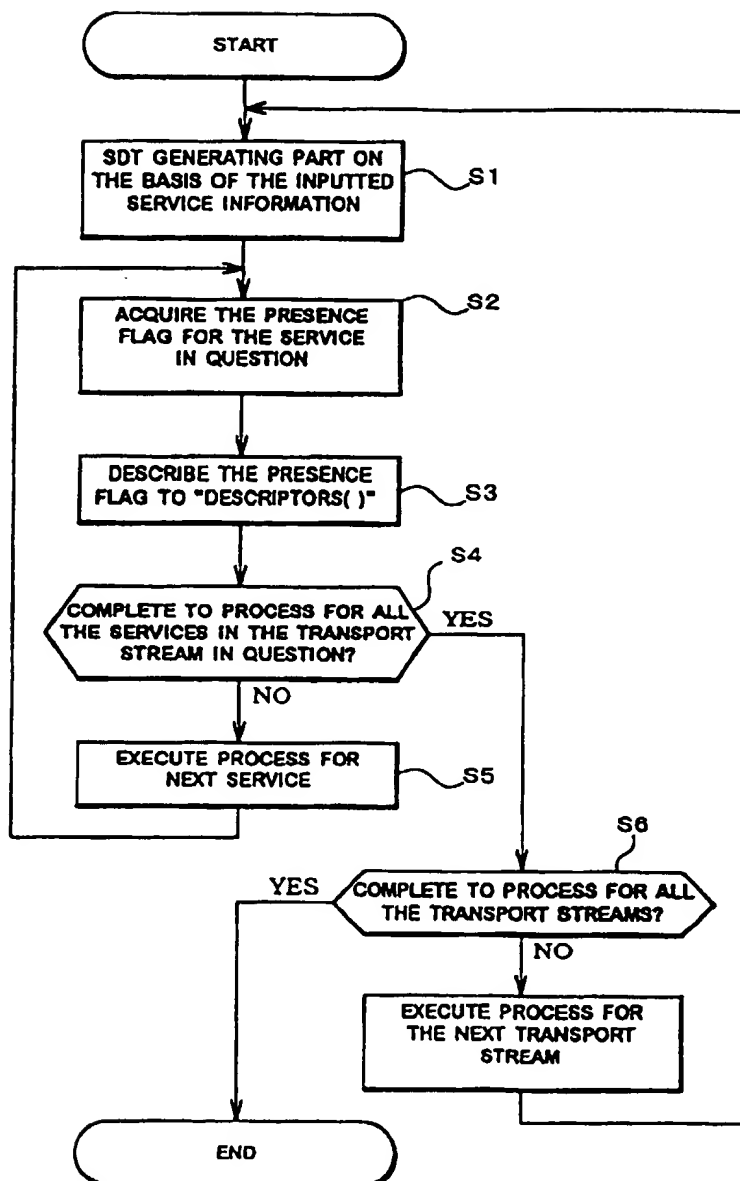 START
SDT GENERATING PART ON
THE BASIS OF THE INPUTTED
SERVICE INFORMATION
S1
ACQUIRE THE PRESENCE
FLAG FOR THE SERVICE
IN QUESTION
S2
DESCRIBE THE PRESENCE
FLAG TO "DESCRIPTORS( )"
S3
S4
COMPLETE TO PROCESS FOR ALL
THE SERVICES IN THE TRANSPORT
STREAM IN QUESTION?
YES
NO
EXECUTE PROCESS FOR
NEXT SERVICE
S5
S6
YES
COMPLETE TO PROCESS FOR ALL
THE TRANSPORT STREAMS?
NO
EXECUTE PROCESS FOR
THE NEXT TRANSPORT
STREAM
END